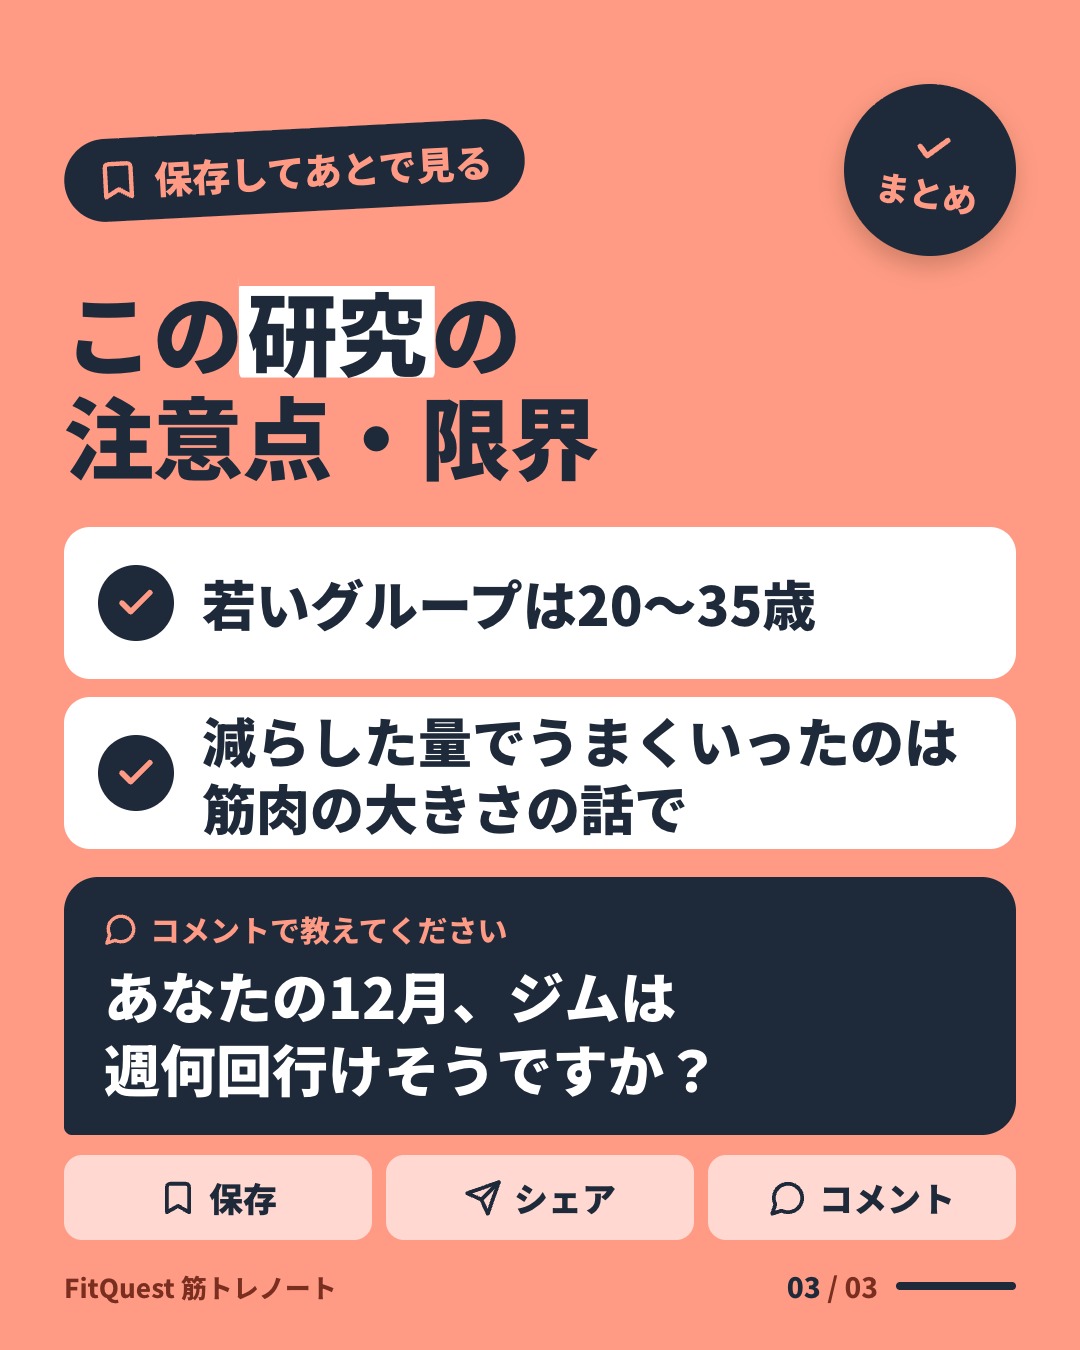 保存してあとで見る
まとめ
この研究の
注意点・限界
若いグループは20〜35歳
減らした量でうまくいったのは
筋肉の大きさの話で
コメントで教えてください
あなたの12月、ジムは
週何回行けそうですか？
保存
シェア
コメント
FitQuest 筋トレノート
03 / 03